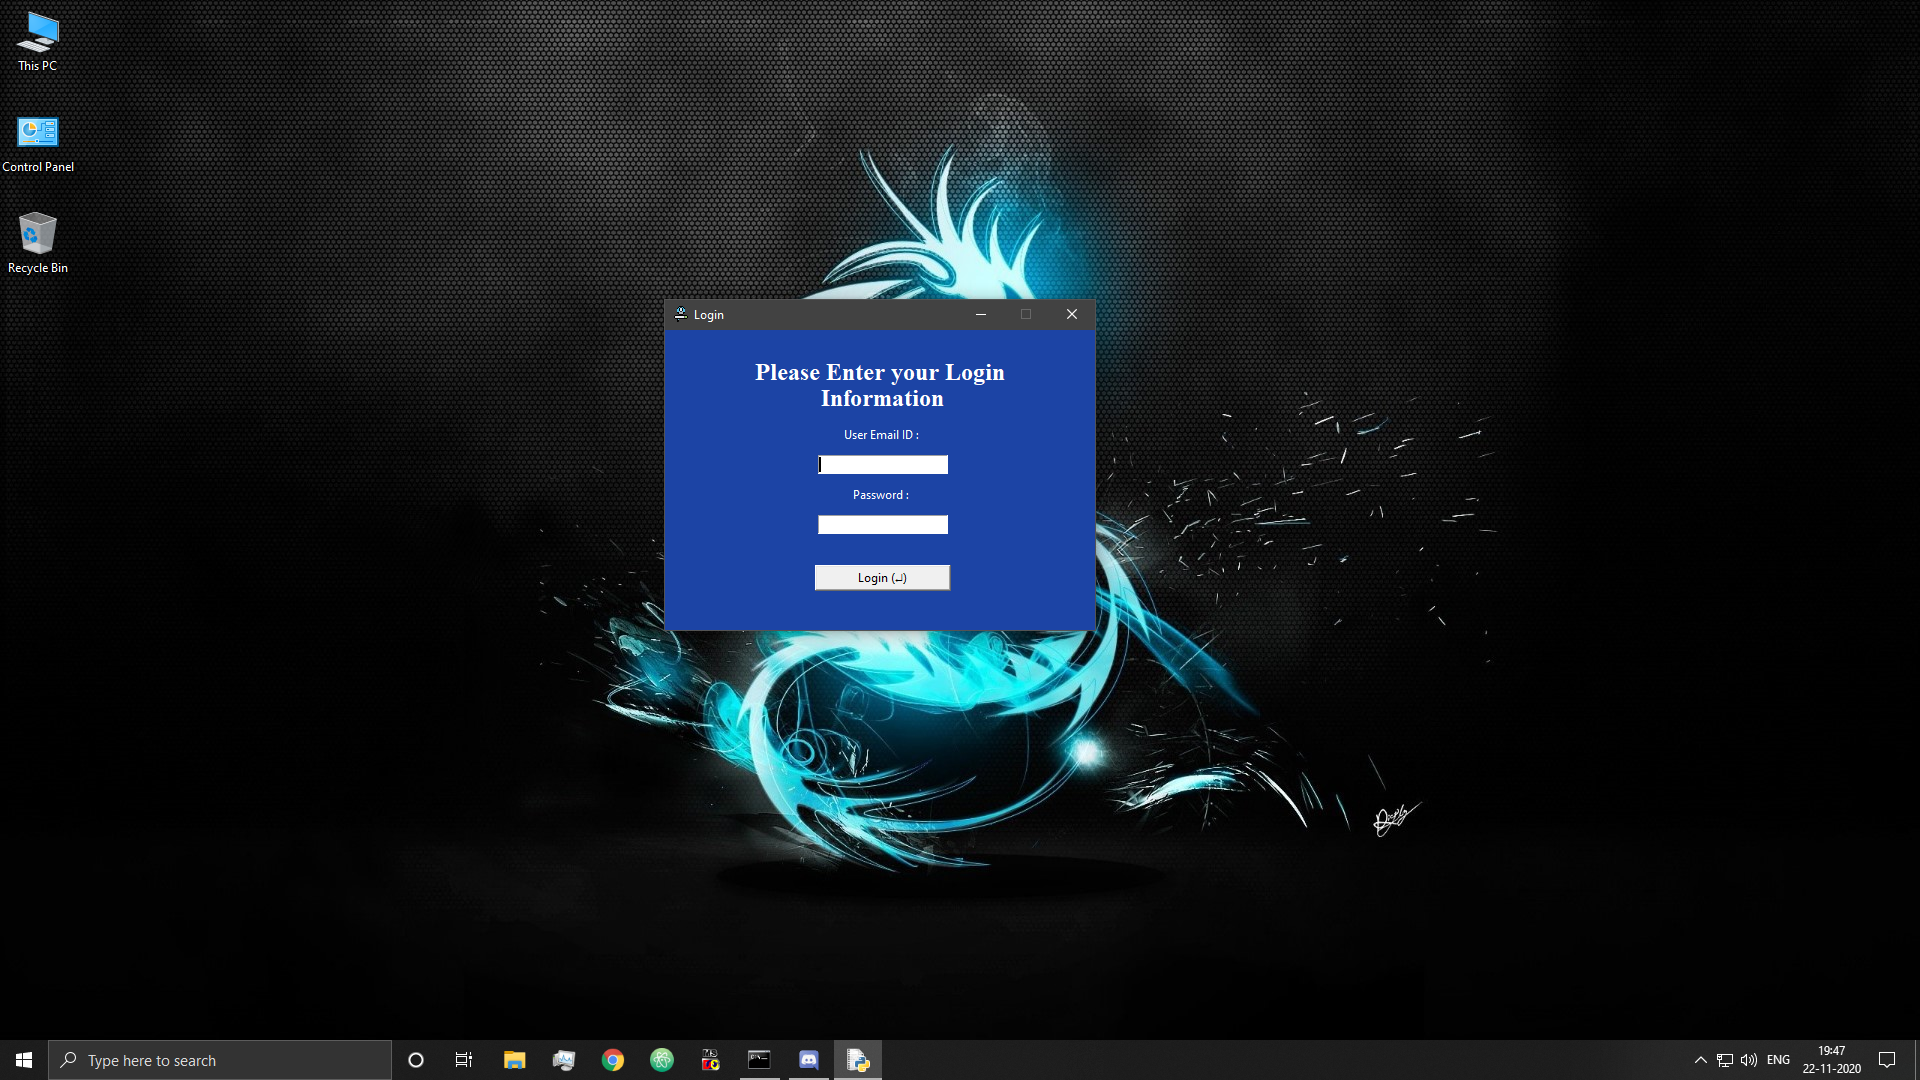 This PC
Control Panel
Recycle Bin
Login
Please Enter your Login
Information
User Email ID :
Password :
Login (↵)
Type here to search
ENG
19:47
22-11-2020